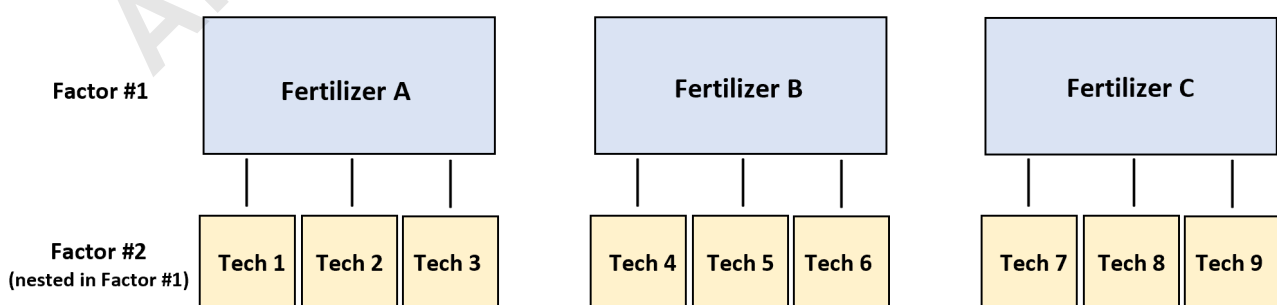 Factor #1
Fertilizer A
Fertilizer B
Fertilizer C
Factor #2
(nested in Factor #1)
Tech 1
Tech 2
Tech 3
Tech 4
Tech 5
Tech 6
Tech 7
Tech 8
Tech 9